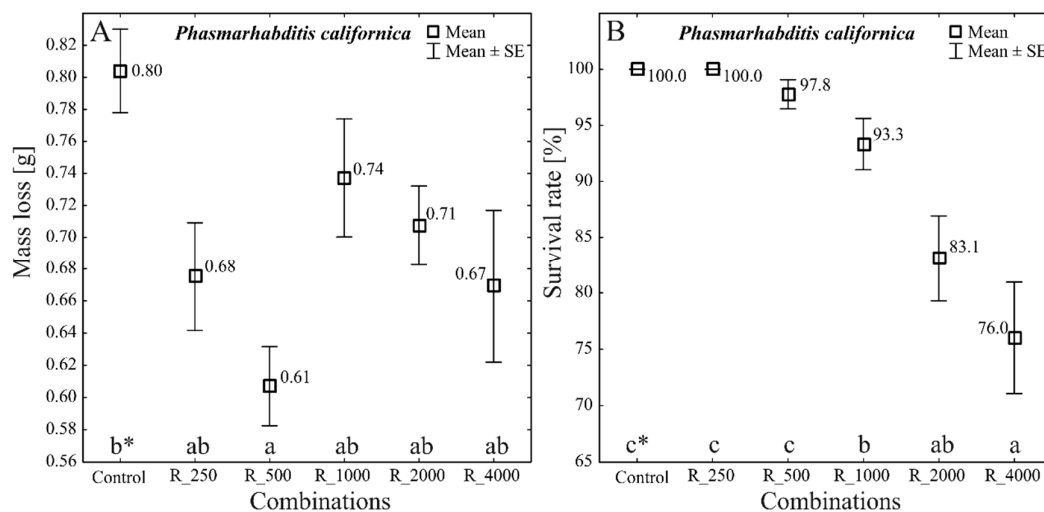 A
Phasmarhabditis californica
Mean
Mean ± SE
Mass loss [g]
0.82
0.80
0.78
0.76
0.74
0.72
0.70
0.68
0.66
0.64
0.62
0.60
0.58
0.56
0.80
0.68
0.61
0.74
0.71
0.67
b* ab a ab ab ab
Control R_250 R_500 R_1000 R_2000 R_4000
Combinations
B
Phasmarhabditis californica
Mean
Mean ± SE
Survival rate [%]
100
95
90
85
80
75
70
65
100.0
100.0
97.8
93.3
83.1
76.0
c* c c b ab a
Control R_250 R_500 R_1000 R_2000 R_4000
Combinations